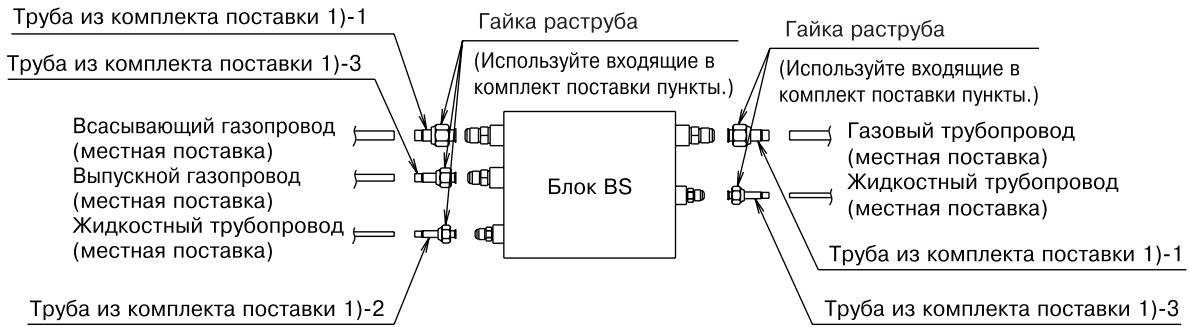 Труба из комплекта поставки 1)-1
Гайка раструба
Гайка раструба
Труба из комплекта поставки 1)-3
(Используйте входящие в
комплект поставки пункты.)
(Используйте входящие в
комплект поставки пункты.)
Всасывающий газопровод
(местная поставка)
Выпускной газопровод
(местная поставка)
Жидкостный трубопровод
(местная поставка)
Блок BS
Газовый трубопровод
(местная поставка)
Жидкостный трубопровод
(местная поставка)
Труба из комплекта поставки 1)-1
Труба из комплекта поставки 1)-2
Труба из комплекта поставки 1)-3